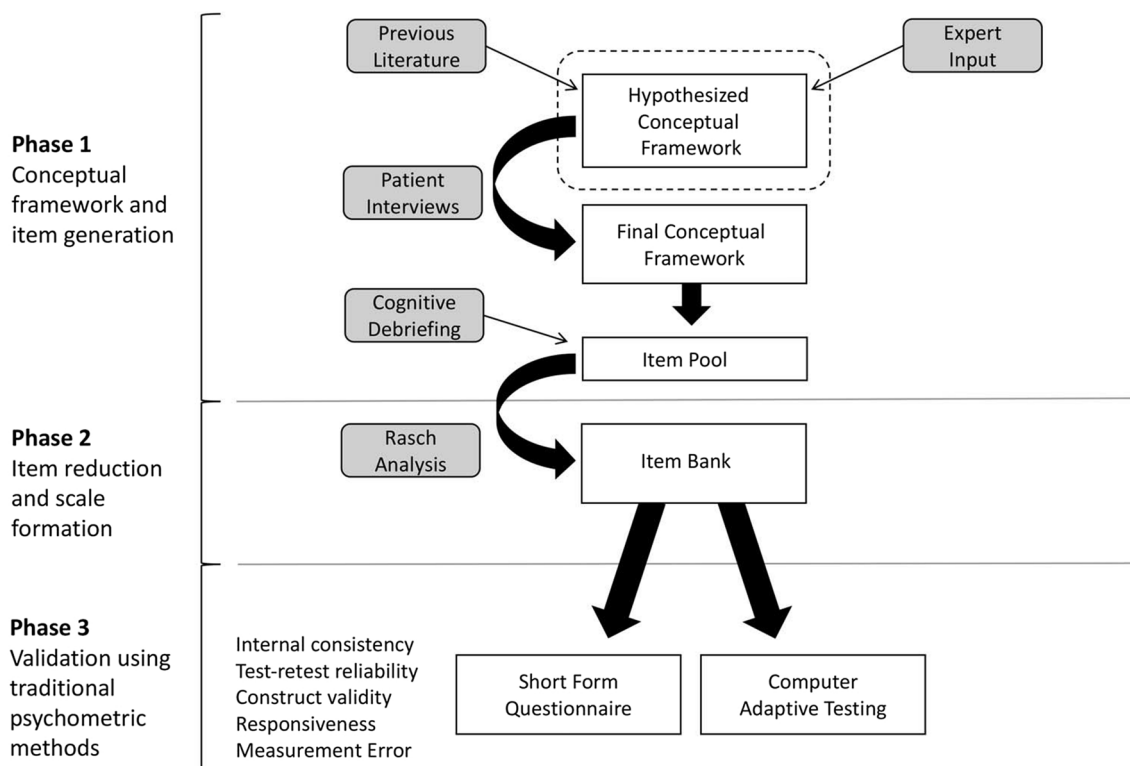 Phase 1
Conceptual
framework and
item generation
Previous
Literature
Expert
Input
Hypothesized
Conceptual
Framework
Patient
Interviews
Final Conceptual
Framework
Cognitive
Debriefing
Item Pool
Phase 2
Item reduction
and scale
formation
Rasch
Analysis
Item Bank
Phase 3
Validation using
traditional
psychometric
methods
Internal consistency
Test-retest reliability
Construct validity
Responsiveness
Measurement Error
Short Form
Questionnaire
Computer
Adaptive Testing